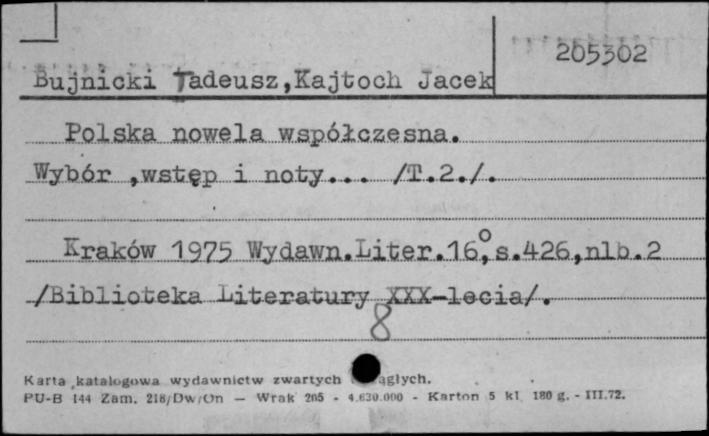 205302
Bujnicki Tadeusz,Kajtoch Jacek
Polska nowela współczesna.
Wybór ,wstęp i noty... /T.2./.
Kraków 1975 Wydawn.Liter.16°,s.426,nlb.2
/Biblioteka Literatury XXX-lecia/.
8
Karta katalogowa wydawnictw zwartych ągłych.
PU-B 144 Zam. 218/Dw/On — Wrak 205 - 4.630.000 - Karton 5 kl 180 g. - III.72.